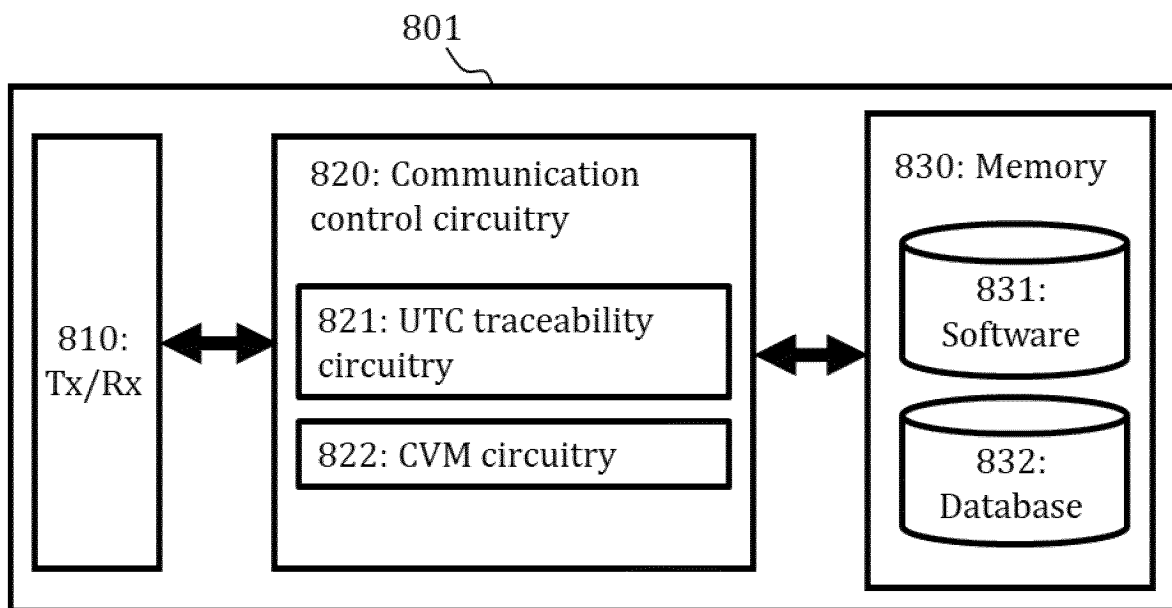 801
810:
Tx/Rx
820: Communication
control circuitry
821: UTC traceability
circuitry
822: CVM circuitry
830: Memory
831:
Software
832:
Database